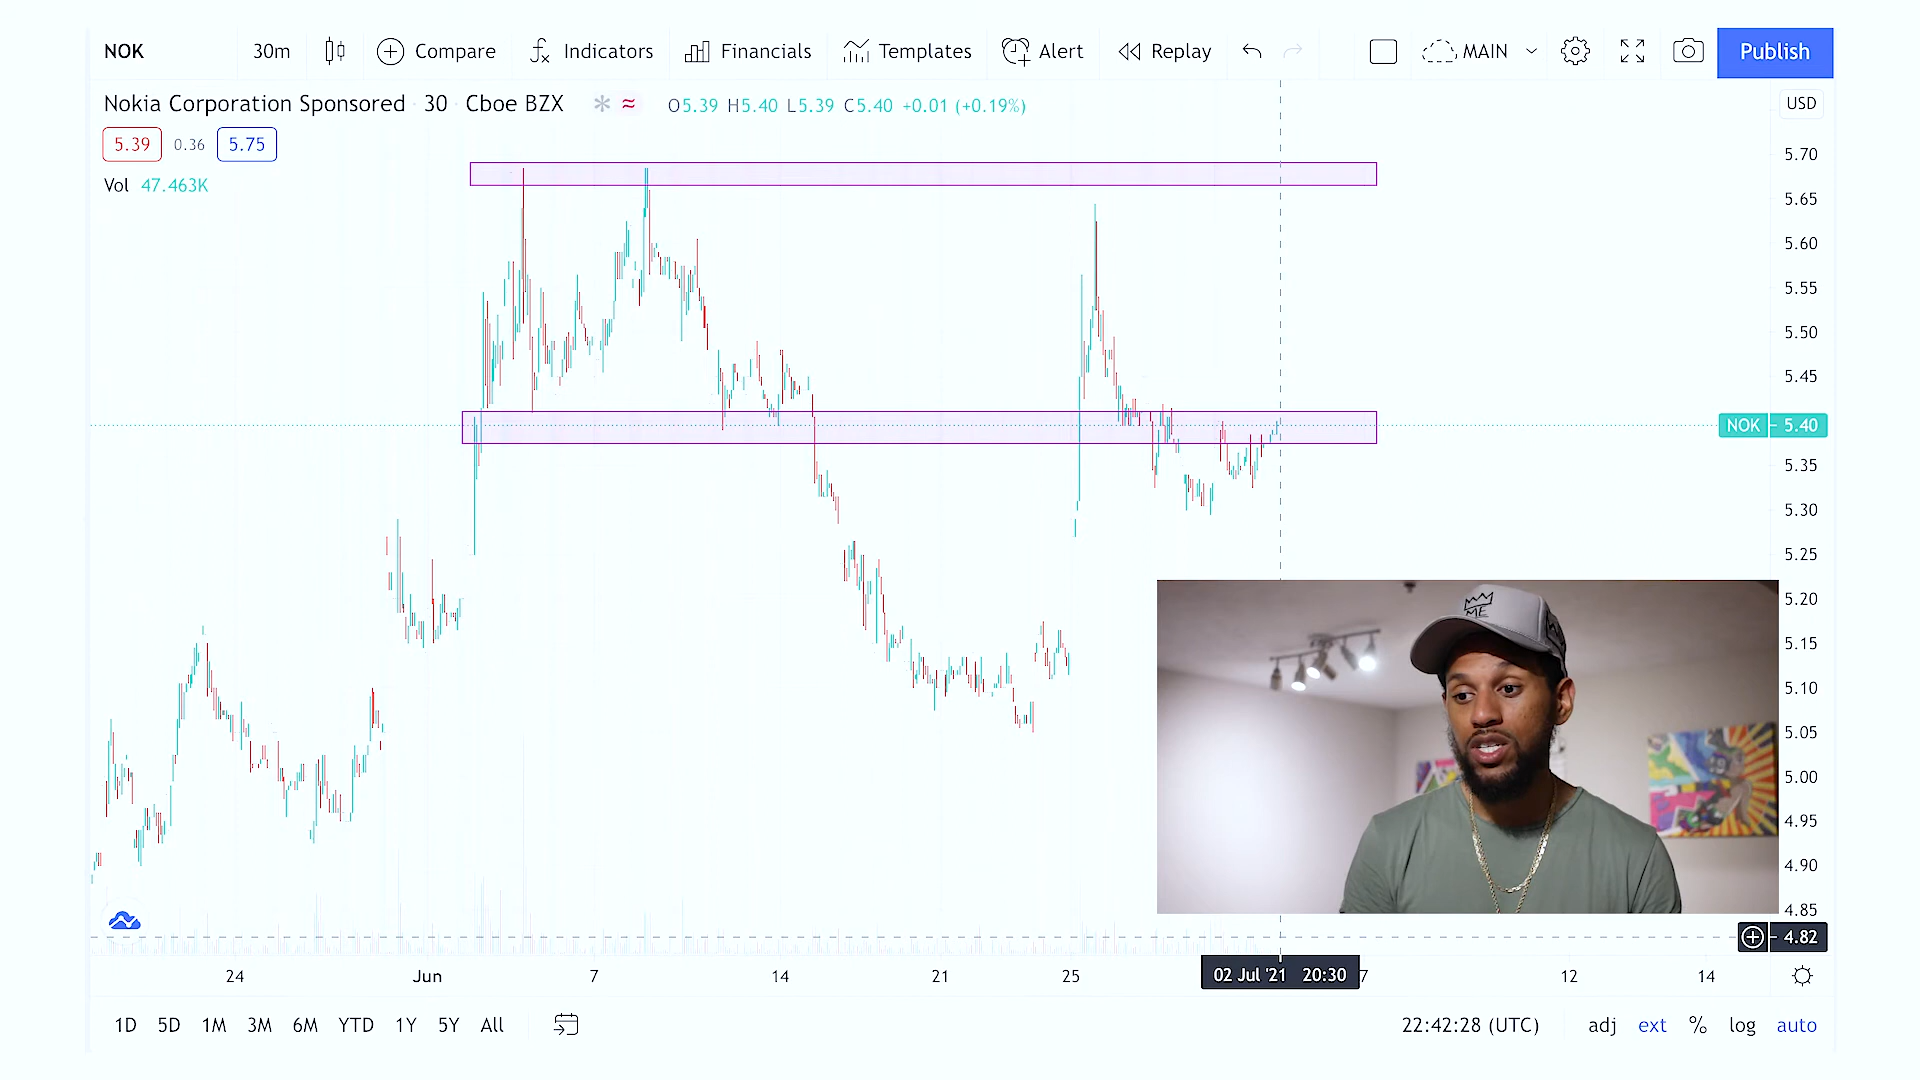 NOK 30m Compare Indicators Financials Templates Alert Replay MAIN Publish
Nokia Corporation Sponsored · 30 · Cboe BZX O5.39 H5.40 L5.39 C5.40 +0.01 (+0.19%)
USD
5.39 0.36 5.75
Vol 47.463K
5.70
5.65
5.60
5.55
5.50
5.45
NOK 5.40
5.35
5.30
5.25
5.20
5.15
5.10
5.05
5.00
4.95
4.90
4.85
4.82
ME
24 Jun 7 14 21 25 02 Jul '21 20:30 7 12 14
1D 5D 1M 3M 6M YTD 1Y 5Y All 22:42:28 (UTC) adj ext % log auto